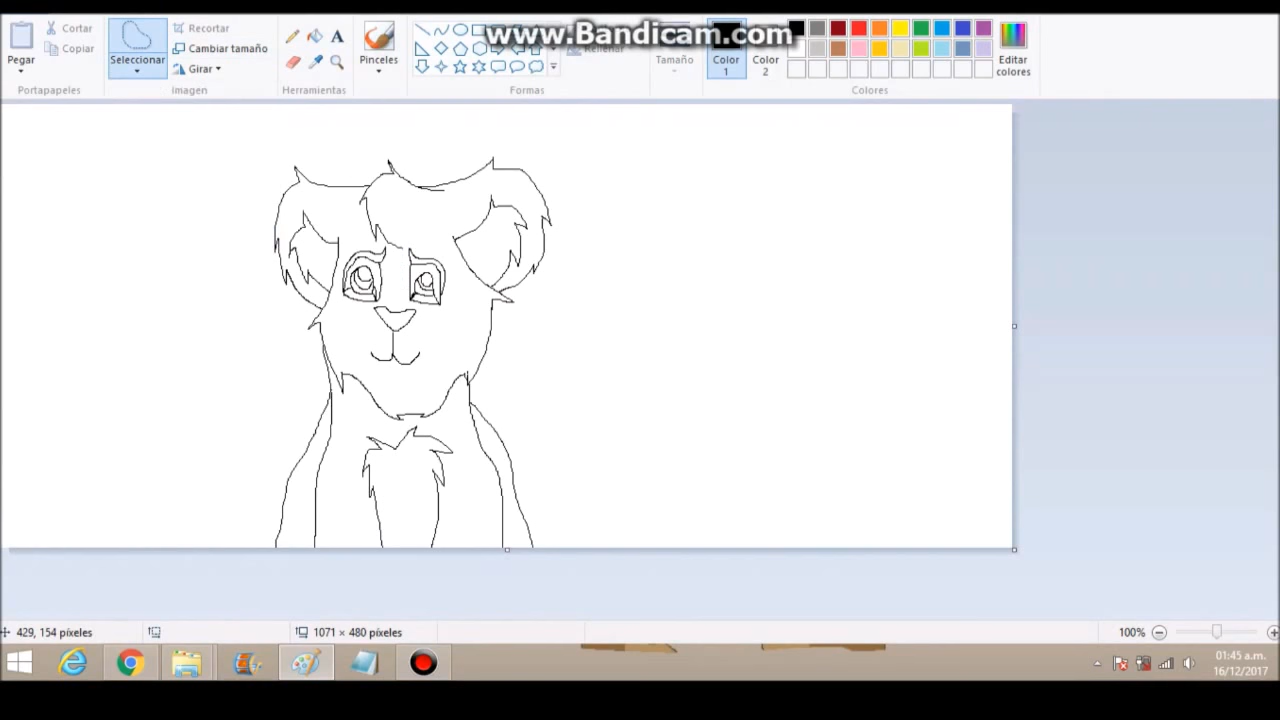 www.Bandicam.com
Pegar
Cortar
Copiar
Portapapeles
Seleccionar
Recortar
Cambiar tamaño
Girar
Imagen
A
Herramientas
Pinceles
Rellenar
Formas
Tamaño
Color
1
Color
2
Editar
colores
Colores
429, 154 píxeles
1071 × 480 píxeles
100%
01:45 a.m.
16/12/2017